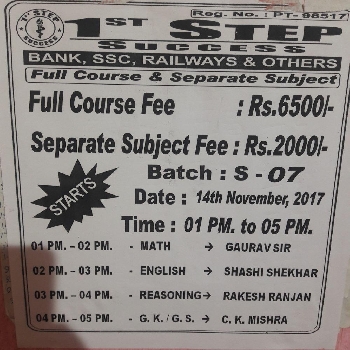 Reg. No. : PT- 98517
1ST STEP
SUCCESS
1st STEP
SUCCESS
BANK, SSC, RAILWAYS & OTHERS
Full Course & Separate Subject
Full Course Fee : Rs.6500/-
Separate Subject Fee : Rs.2000/-
Batch : S - 07
STARTS
Date : 14th November, 2017
Time : 01 PM. to 05 PM.
01 PM. – 02 PM. - MATH → GAURAV SIR
02 PM. – 03 PM. - ENGLISH → SHASHI SHEKHAR
03 PM. – 04 PM. - REASONING → RAKESH RANJAN
04 PM. – 05 PM. - G. K. / G. S. → C. K. MISHRA